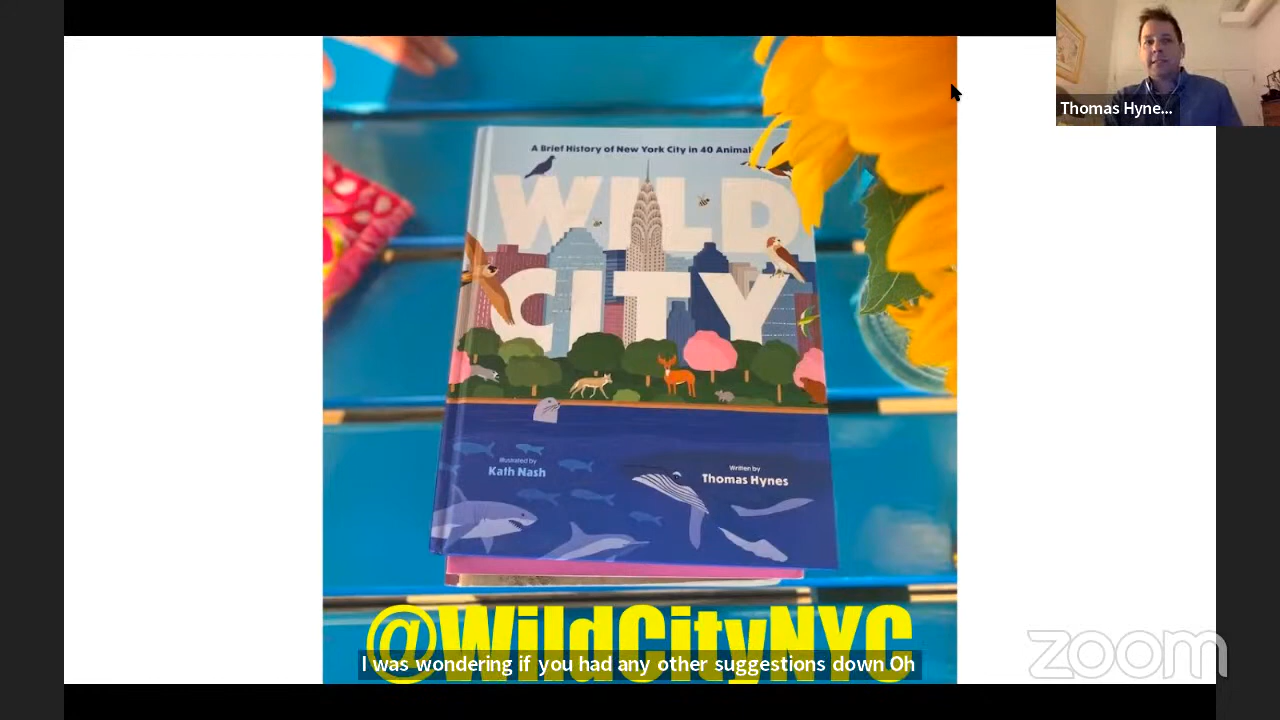 Thomas Hyne...
A Brief History of New York City in 40 Animals
WILD
CITY
Illustrated by
Kath Nash
Written by
Thomas Hynes
@WildCityNYC
I was wondering if you had any other suggestions down Oh
zoom